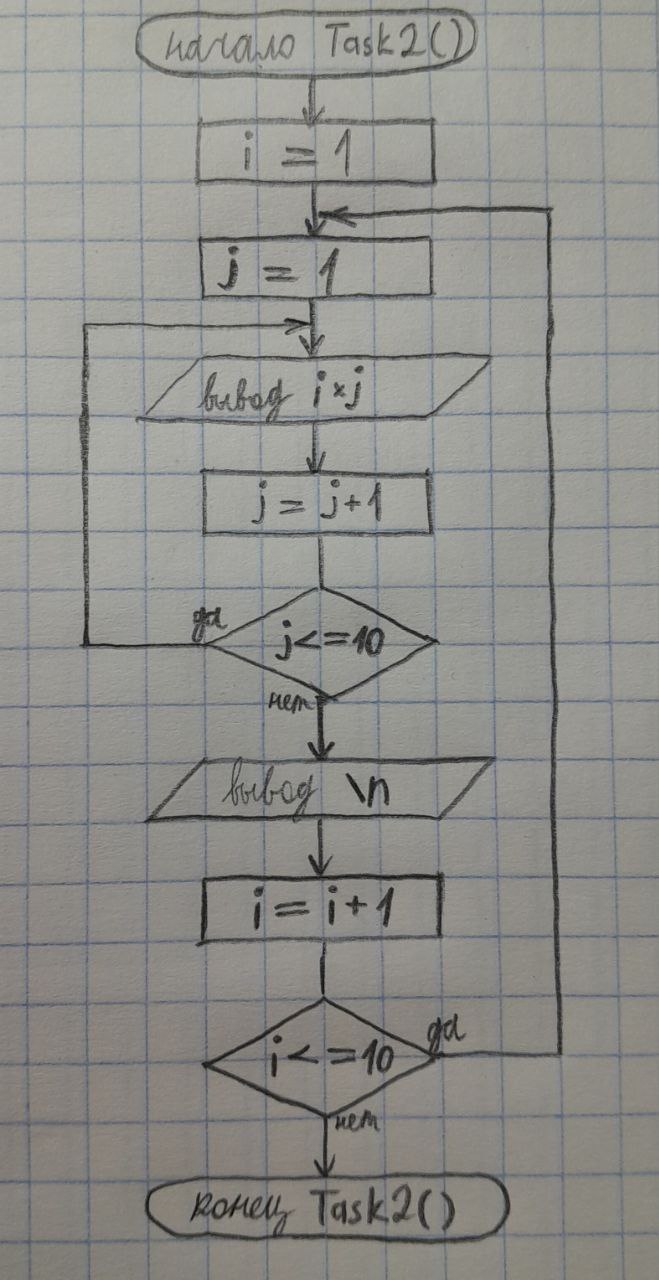 начало Task2()
i = 1
j = 1
вывод i×j
j = j+1
да
j<=10
нет
вывод \n
i = i+1
да
i<=10
нет
конец Task2()